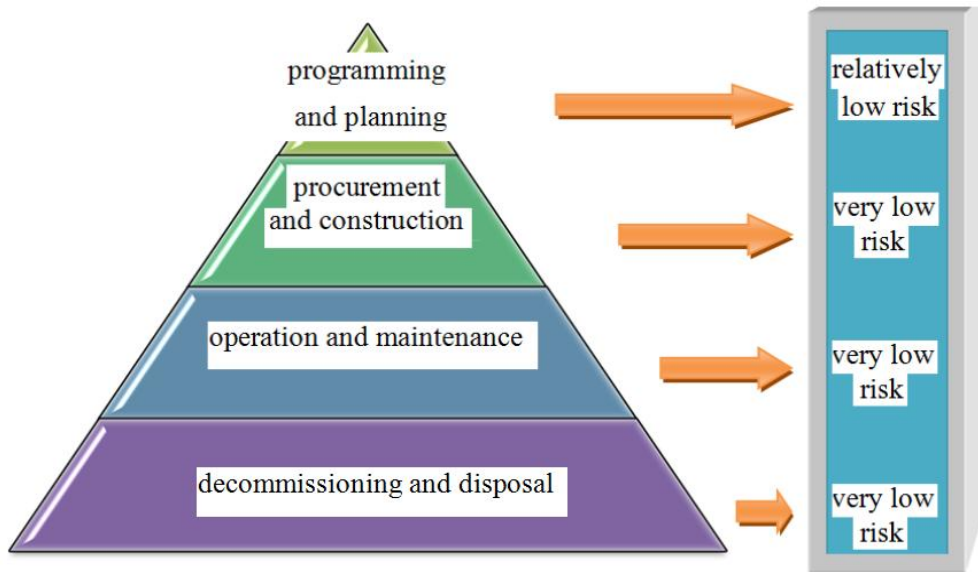 programming
and planning
relatively
low risk
procurement
and construction
very low
risk
operation and maintenance
very low
risk
decommissioning and disposal
very low
risk